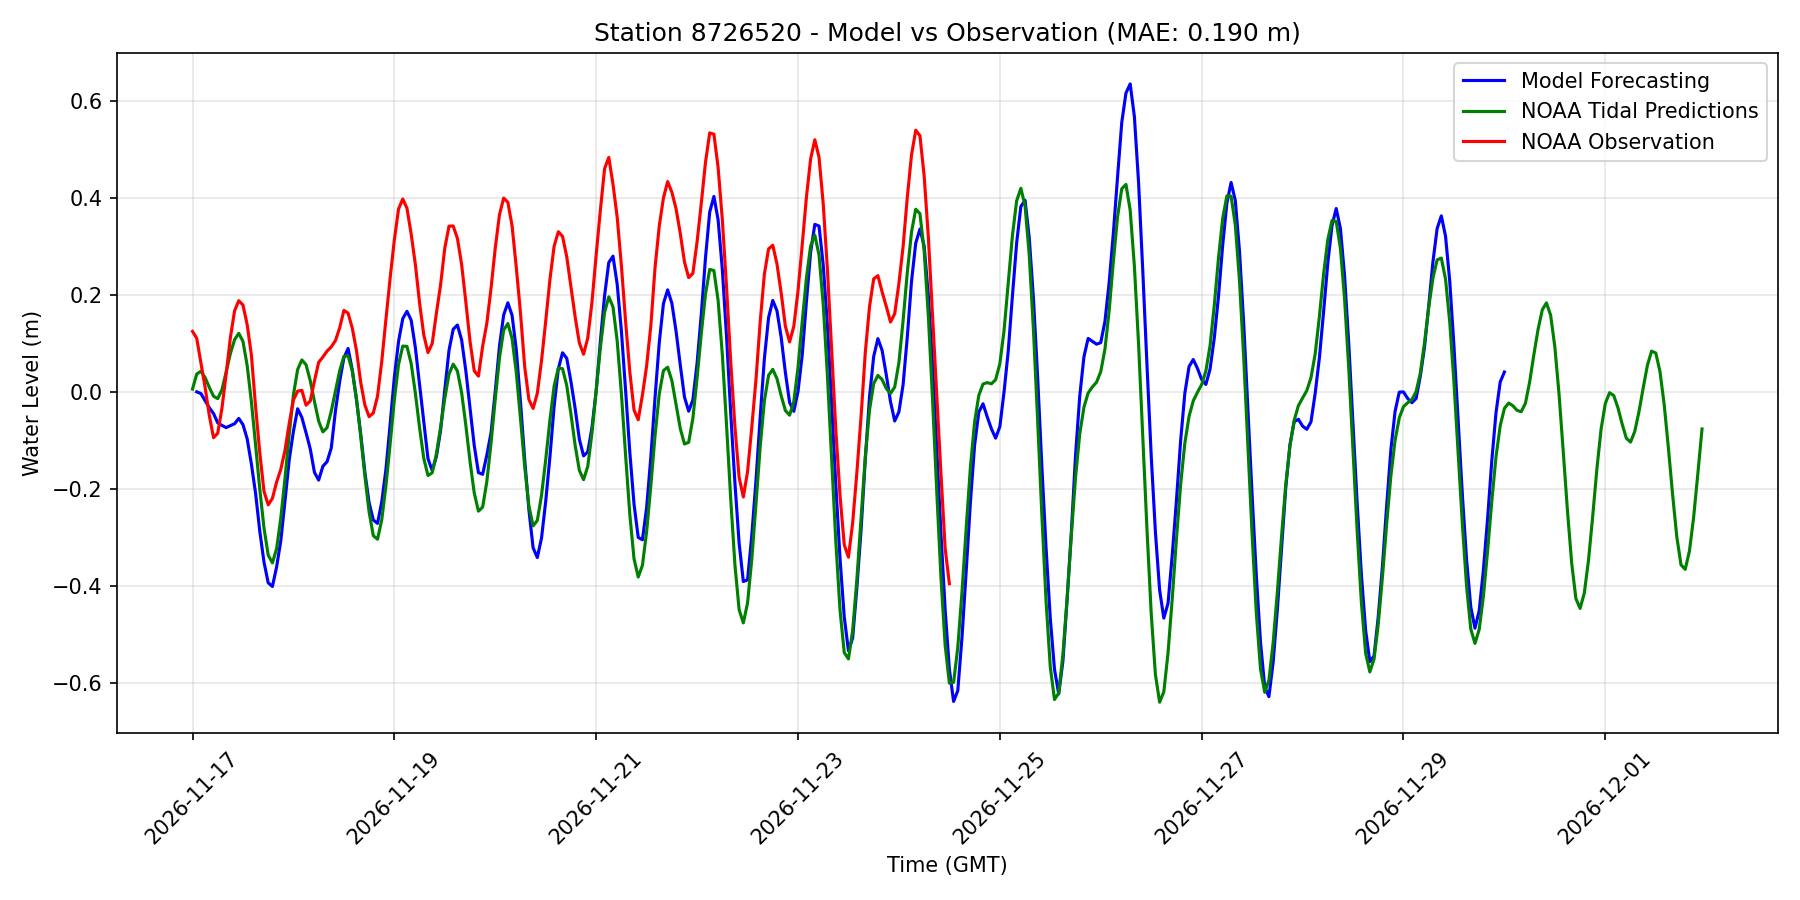 Station 8726520 - Model vs Observation (MAE: 0.190 m)
Model Forecasting
NOAA Tidal Predictions
NOAA Observation
Water Level (m)
0.6
0.4
0.2
0.0
−0.2
−0.4
−0.6
2026-11-17
2026-11-19
2026-11-21
2026-11-23
2026-11-25
2026-11-27
2026-11-29
2026-12-01
Time (GMT)